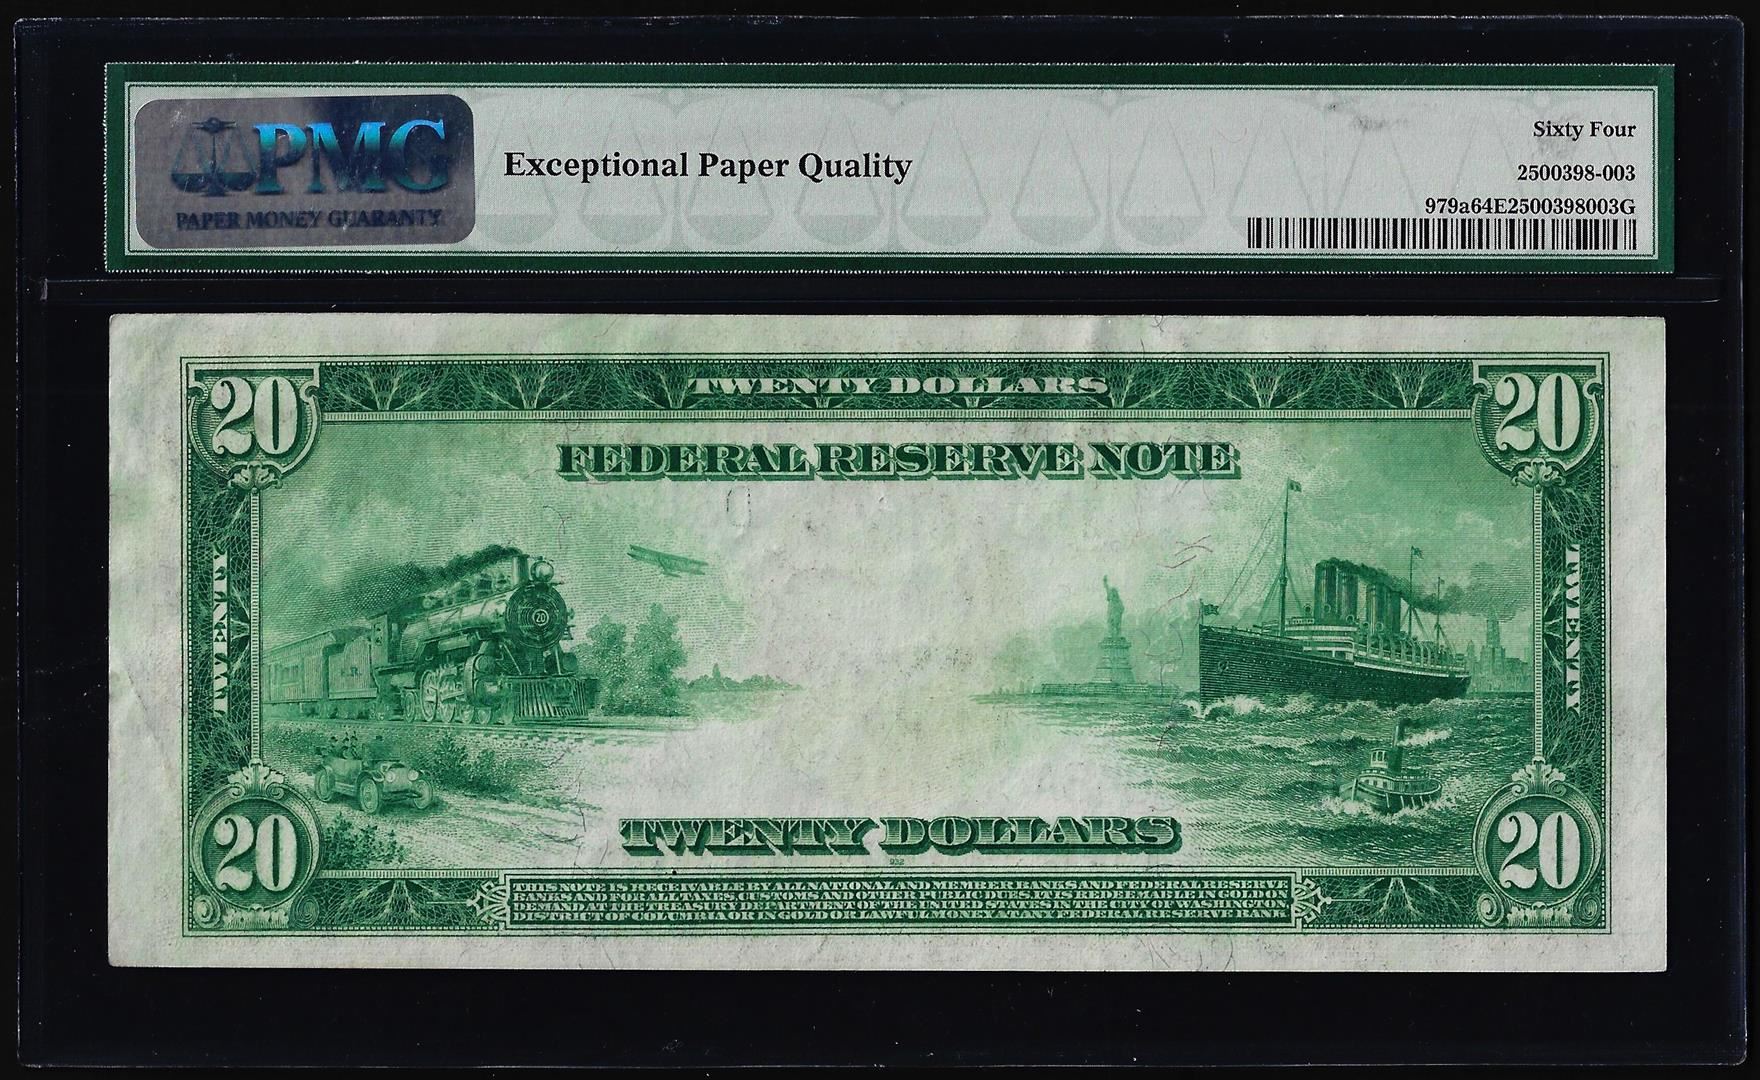 PMG
PAPER MONEY GUARANTY
Exceptional Paper Quality
Sixty Four
2500398-003
979a64E2500398003G
20
TWENTY DOLLARS
20
FEDERAL RESERVE NOTE
TWENTY
TWENTY
20
F.R.
20
TWENTY DOLLARS
20
932
THIS NOTE IS RECEIVABLE BY ALL NATIONAL AND MEMBER BANKS AND FEDERAL RESERVE
BANKS AND FOR ALL TAXES, CUSTOMS AND OTHER PUBLIC DUES. IT IS REDEEMABLE IN GOLD ON
DEMAND AT THE TREASURY DEPARTMENT OF THE UNITED STATES IN THE CITY OF WASHINGTON,
DISTRICT OF COLUMBIA OR IN GOLD OR LAWFUL MONEY AT ANY FEDERAL RESERVE BANK.